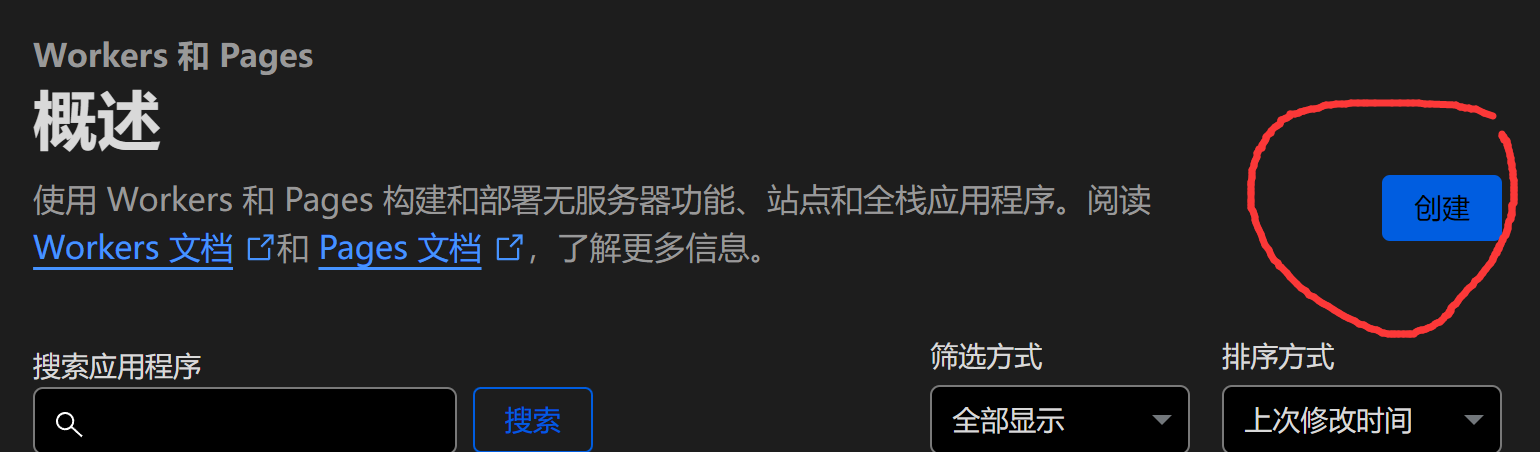 Workers 和 Pages
概述
使用 Workers 和 Pages 构建和部署无服务器功能、站点和全栈应用程序。阅读
Workers 文档 和 Pages 文档 ，了解更多信息。
创建
搜索应用程序
搜索
筛选方式
全部显示
排序方式
上次修改时间